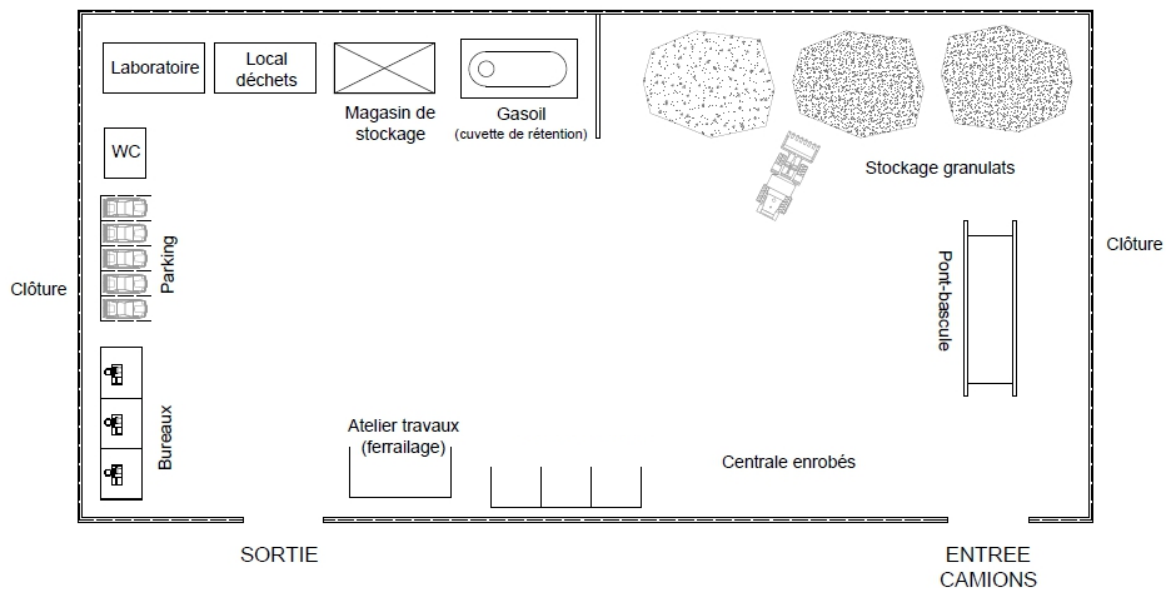 Laboratoire
Local
déchets
Magasin de
stockage
Gasoil
(cuvette de rétention)
WC
Stockage granulats
Parking
Clôture
Clôture
Pont-bascule
Bureaux
Atelier travaux
(ferrailage)
Centrale enrobés
SORTIE
ENTREE
CAMIONS